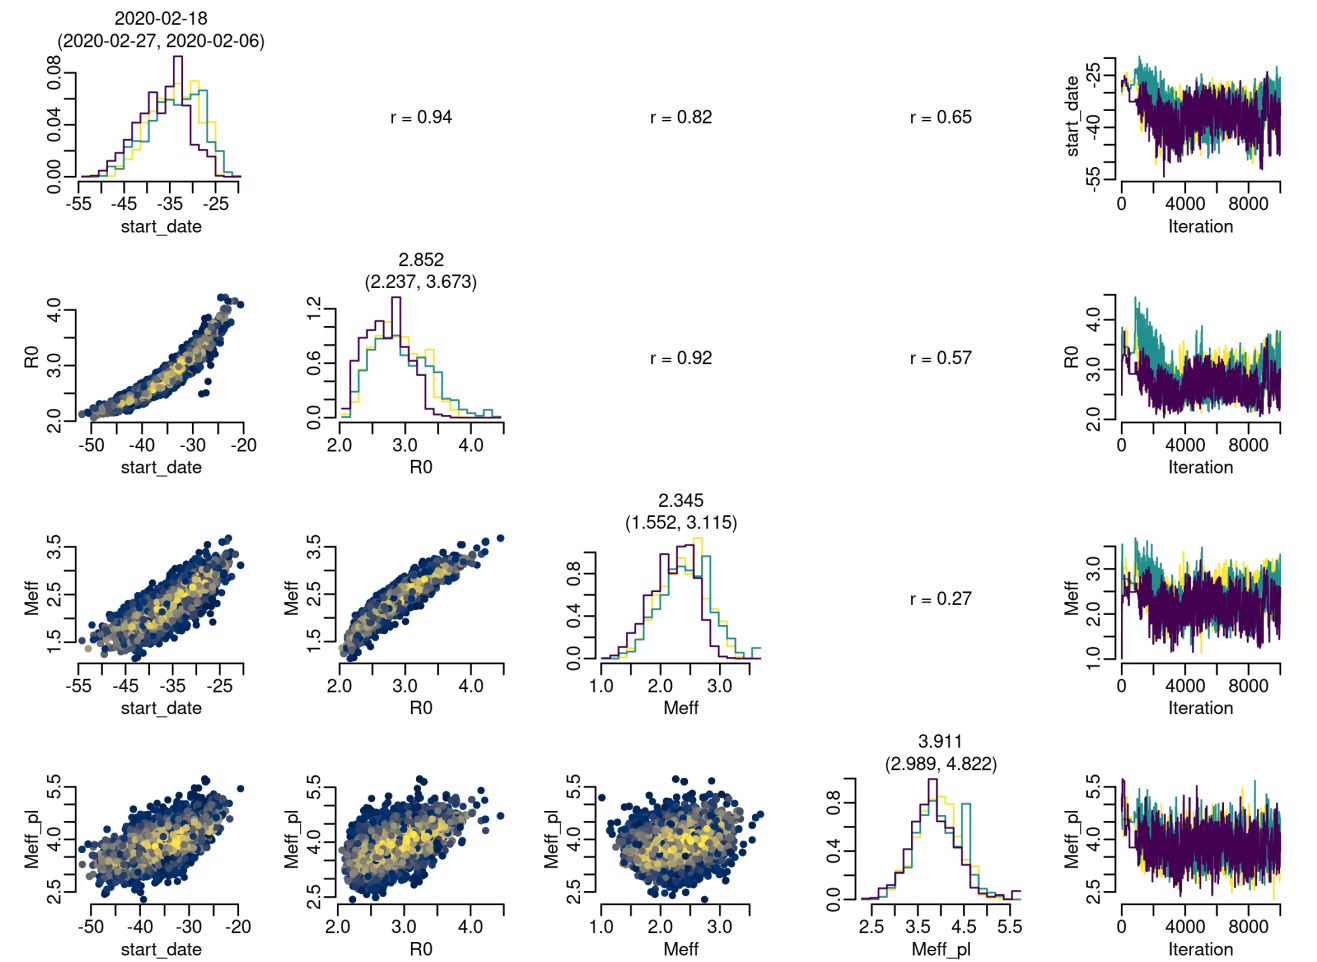 2020-02-18
(2020-02-27, 2020-02-06)
0.00 0.04 0.08
-55 -45 -35 -25
start_date
r = 0.94
r = 0.82
r = 0.65
start_date
-55 -40 -25
0 4000 8000
Iteration
R0
2.0 3.0 4.0
-50 -40 -30 -20
start_date
2.852
(2.237, 3.673)
0.0 0.6 1.2
2.0 3.0 4.0
R0
r = 0.92
r = 0.57
R0
2.0 3.0 4.0
0 4000 8000
Iteration
Meff
1.5 2.5 3.5
-55 -45 -35 -25
start_date
Meff
1.5 2.5 3.5
2.0 3.0 4.0
R0
2.345
(1.552, 3.115)
0.0 0.4 0.8
1.0 2.0 3.0
Meff
r = 0.27
Meff
1.0 2.0 3.0
0 4000 8000
Iteration
Meff_pl
2.5 4.0 5.5
-50 -40 -30 -20
start_date
Meff_pl
2.5 4.0 5.5
2.0 3.0 4.0
R0
Meff_pl
2.5 4.0 5.5
1.0 2.0 3.0
Meff
3.911
(2.989, 4.822)
0.0 0.4 0.8
2.5 3.5 4.5 5.5
Meff_pl
Meff_pl
2.5 4.0 5.5
0 4000 8000
Iteration